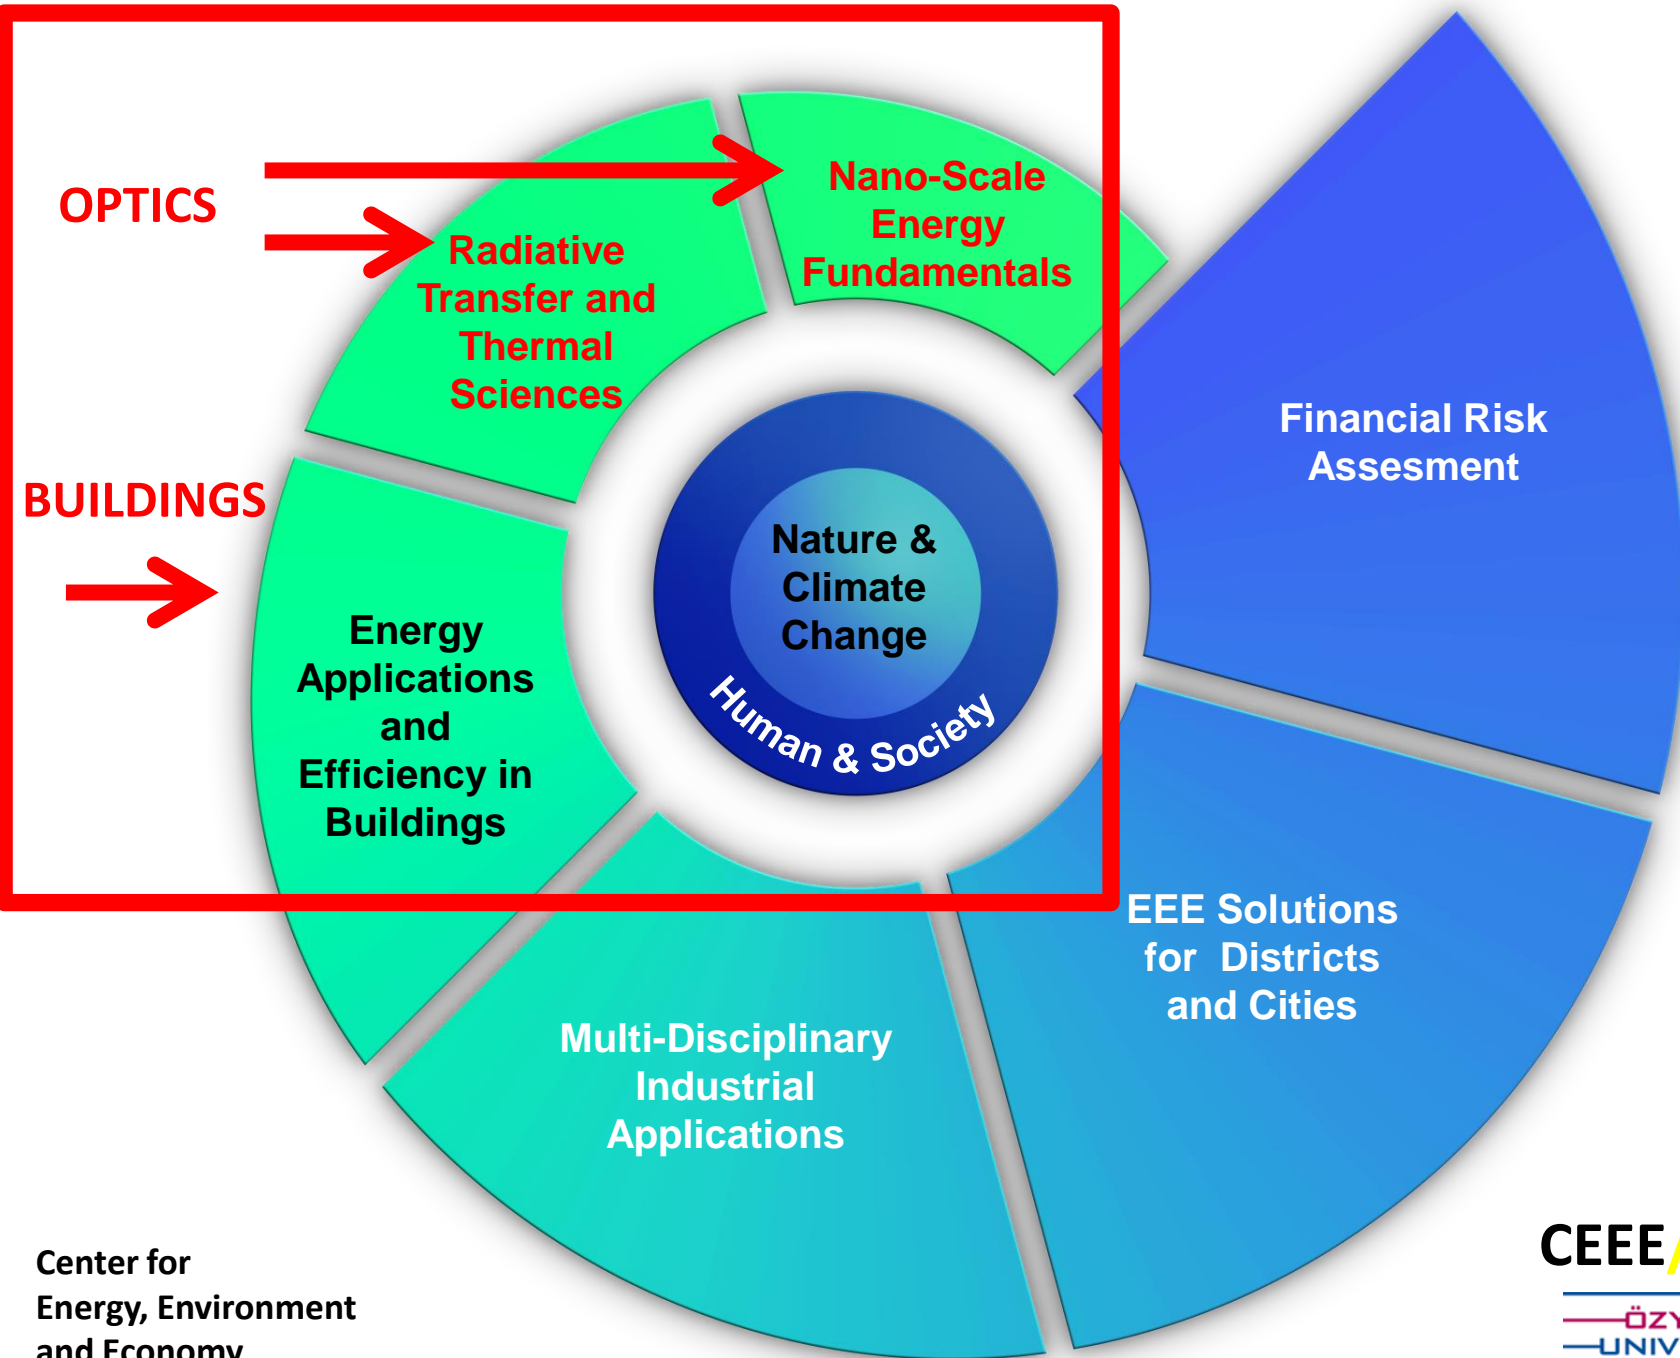 OPTICS
Nano-Scale
Energy
Fundamentals
Radiative
Transfer and
Thermal
Sciences
Financial Risk
Assesment
BUILDINGS
Nature &
Climate
Change
Human & Society
Energy
Applications
and
Efficiency in
Buildings
EEE Solutions
for Districts
and Cities
Multi-Disciplinary
Industrial
Applications
Center for
Energy, Environment
and Economy
CEEE